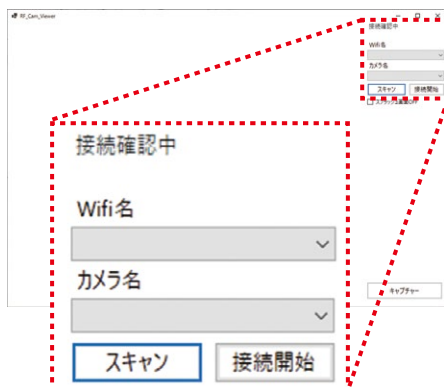 RF_Cam_Viewer
接続確認中
Wifi名
カメラ名
スキャン 接続開始
キャプチャー
接続確認中
Wifi名
カメラ名
スキャン 接続開始